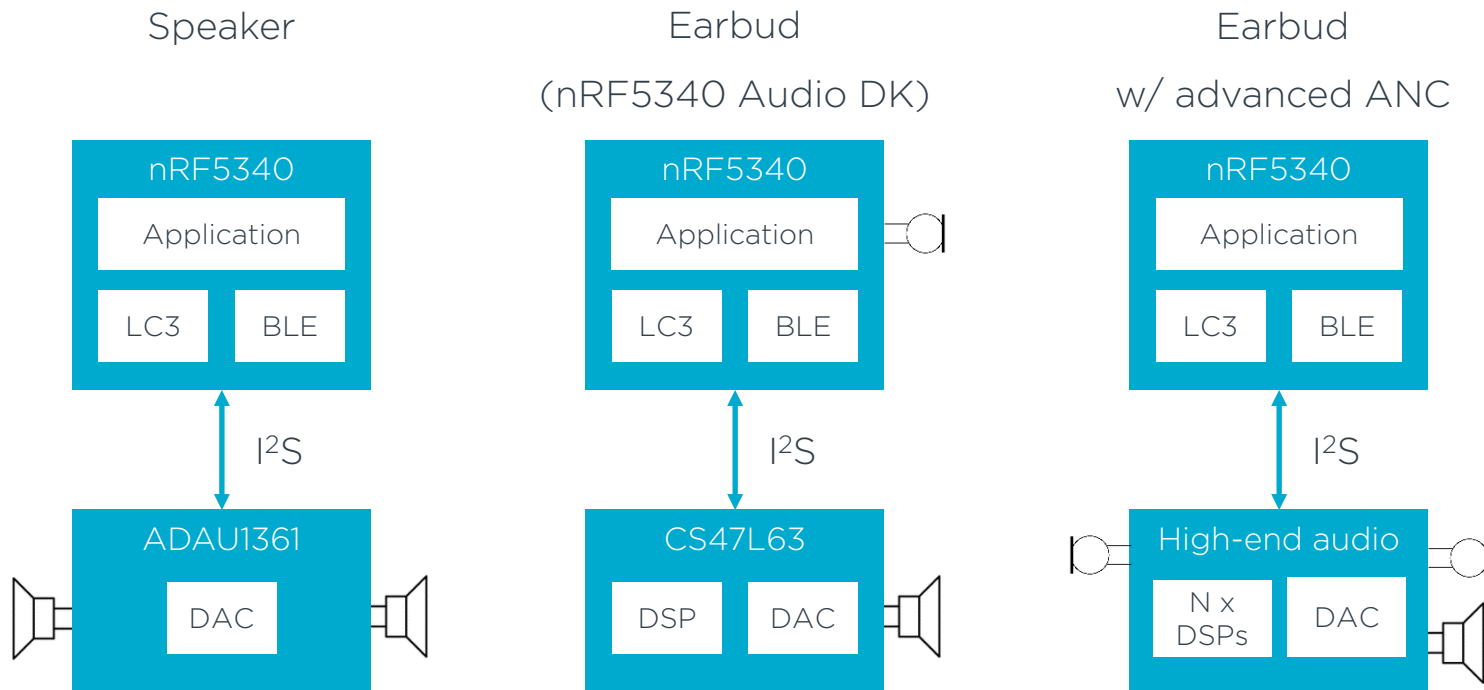 Speaker
nRF5340
Application
LC3
BLE
I²S
ADAU1361
DAC
Earbud
(nRF5340 Audio DK)
nRF5340
Application
LC3
BLE
I²S
CS47L63
DSP
DAC
Earbud
w/ advanced ANC
nRF5340
Application
LC3
BLE
I²S
High-end audio
N x
DSPs
DAC